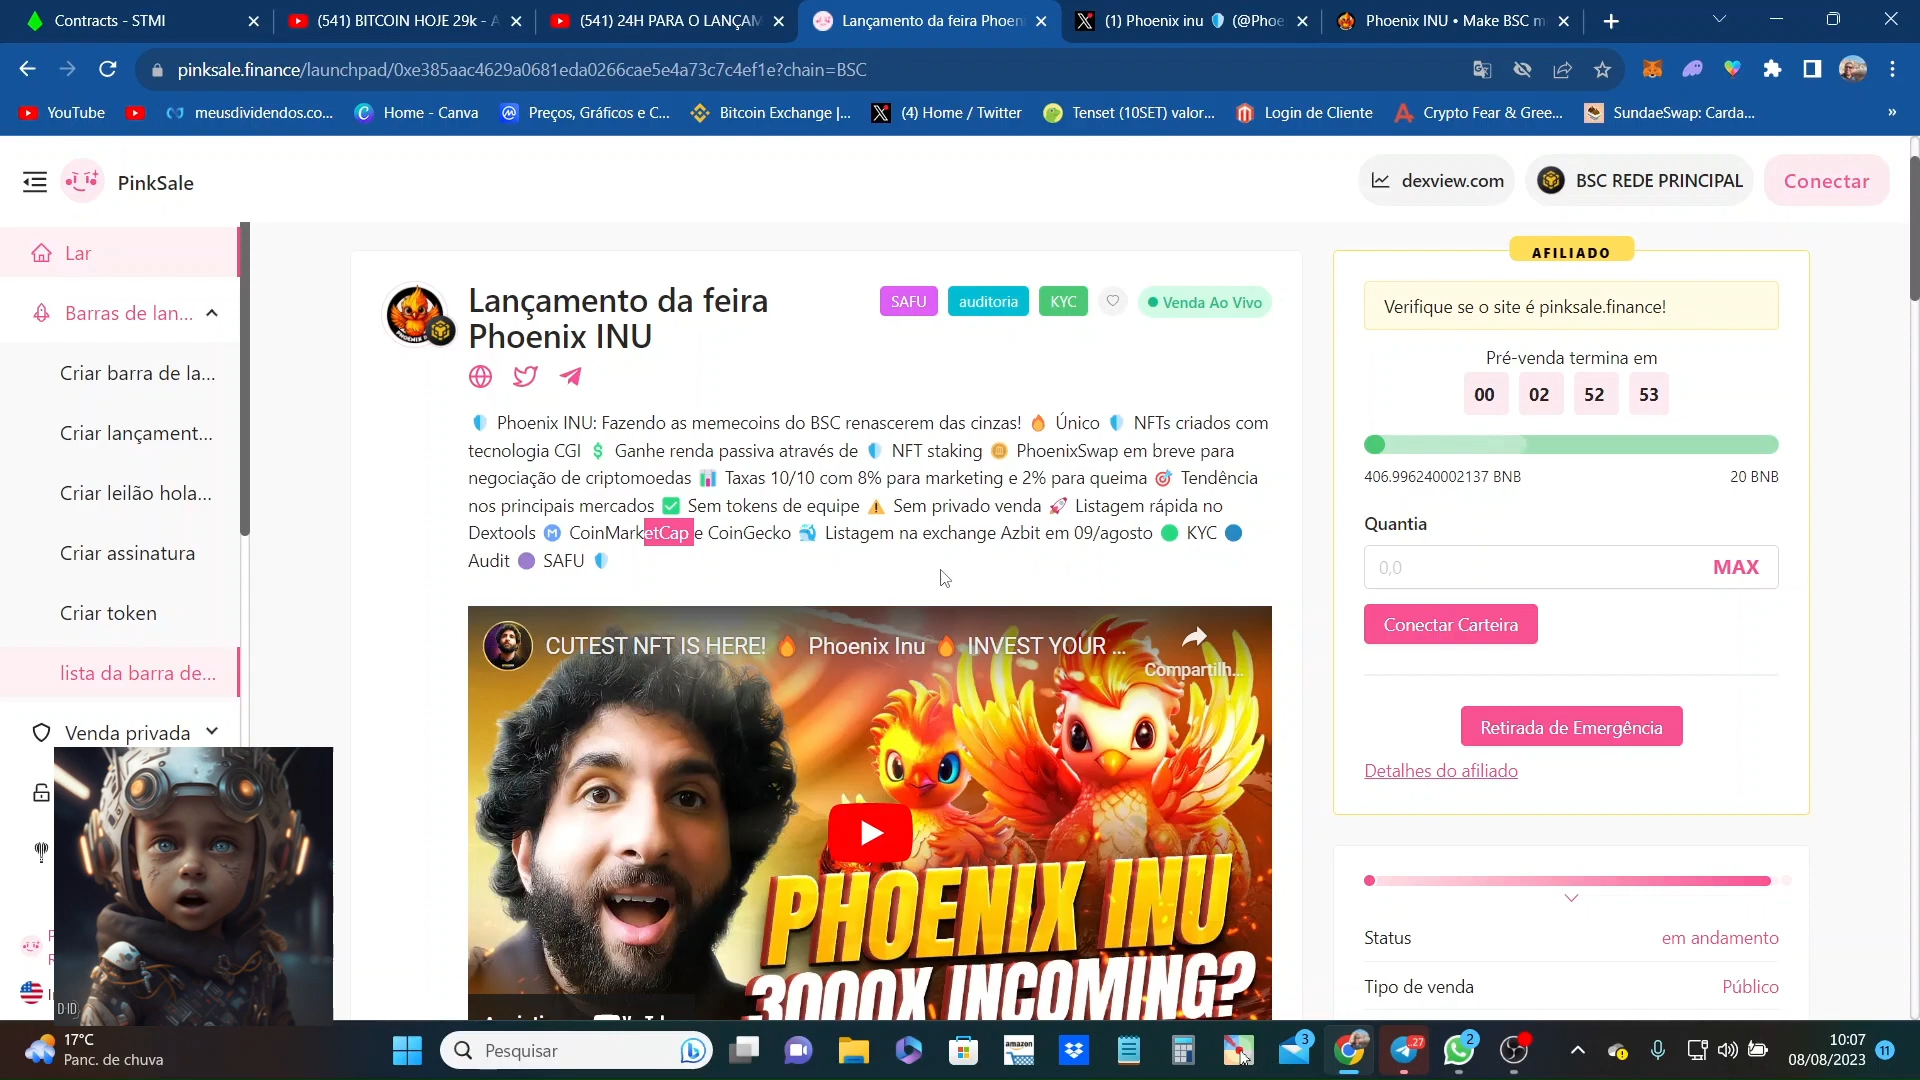 Contracts - STMI
(541) BITCOIN HOJE 29k - A
(541) 24H PARA O LANÇAM
Lançamento da feira Phoen
(1) Phoenix inu (@Phoe
Phoenix INU • Make BSC m
pinksale.finance/launchpad/0xe385aac4629a0681eda0266cae5e4a73c7c4ef1e?chain=BSC
YouTube
meusdividendos.co...
Home - Canva
Preços, Gráficos e C...
Bitcoin Exchange |...
(4) Home / Twitter
Tenset (10SET) valor...
Login de Cliente
Crypto Fear & Gree...
SundaeSwap: Carda...
»
PinkSale
dexview.com
BSC REDE PRINCIPAL
Conectar
Lar
Barras de lan...
Criar barra de la...
Criar lançament...
Criar leilão hola...
Criar assinatura
Criar token
lista da barra de...
Venda privada
Lançamento da feira
Phoenix INU
SAFU
auditoria
KYC
Venda Ao Vivo
Phoenix INU: Fazendo as memecoins do BSC renascerem das cinzas! 🔥 Único NFTs criados com
tecnologia CGI 💲 Ganhe renda passiva através de NFT staking 🪙 PhoenixSwap em breve para
negociação de criptomoedas 📊 Taxas 10/10 com 8% para marketing e 2% para queima 🎯 Tendência
nos principais mercados ✅ Sem tokens de equipe ⚠️ Sem privado venda 🚀 Listagem rápida no
Dextools Ⓜ️ CoinMarketCap e CoinGecko 🐳 Listagem na exchange Azbit em 09/agosto 🟢 KYC 🔵
Audit 🟣 SAFU
CUTEST NFT IS HERE! 🔥 Phoenix Inu 🔥 INVEST YOUR ...
Compartilh...
PHOENIX INU
3000X INCOMING?
AFILIADO
Verifique se o site é pinksale.finance!
Pré-venda termina em
00 02 52 53
406.996240002137 BNB
20 BNB
Quantia
0,0
MAX
Conectar Carteira
Retirada de Emergência
Detalhes do afiliado
Status
em andamento
Tipo de venda
Público
D-ID
17°C
Panc. de chuva
Pesquisar
amazon
3
27
2
10:07
08/08/2023
11